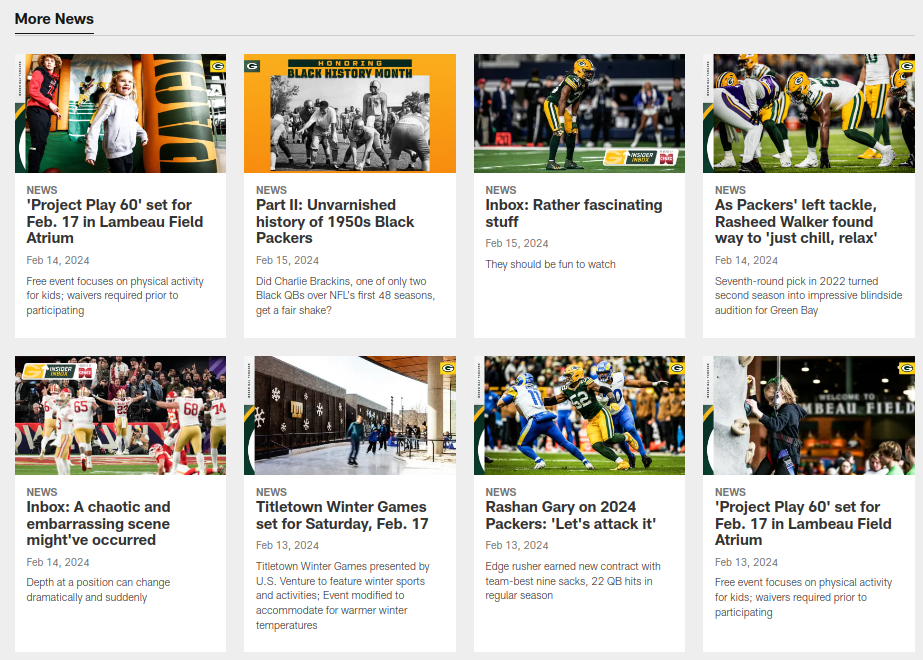 More News
NEWS
'Project Play 60' set for
Feb. 17 in Lambeau Field
Atrium
Feb 14, 2024
Free event focuses on physical activity
for kids; waivers required prior to
participating
G
HONORING
BLACK HISTORY MONTH
NEWS
Part II: Unvarnished
history of 1950s Black
Packers
Feb 15, 2024
Did Charlie Brackins, one of only two
Black QBs over NFL's first 48 seasons,
get a fair shake?
INSIDER
INBOX
NEWS
Inbox: Rather fascinating
stuff
Feb 15, 2024
They should be fun to watch
NEWS
As Packers' left tackle,
Rasheed Walker found
way to 'just chill, relax'
Feb 14, 2024
Seventh-round pick in 2022 turned
second season into impressive blindside
audition for Green Bay
INSIDER
INBOX
65
23
68
NEWS
Inbox: A chaotic and
embarrassing scene
might've occurred
Feb 14, 2024
Depth at a position can change
dramatically and suddenly
NEWS
Titletown Winter Games
set for Saturday, Feb. 17
Feb 13, 2024
Titletown Winter Games presented by
U.S. Venture to feature winter sports
and activities; Event modified to
accommodate for warmer winter
temperatures
52
NEWS
Rashan Gary on 2024
Packers: 'Let's attack it'
Feb 13, 2024
Edge rusher earned new contract with
team-best nine sacks, 22 QB hits in
regular season
WELCOME TO
MBEAU FIELD
NEWS
'Project Play 60' set for
Feb. 17 in Lambeau Field
Atrium
Feb 13, 2024
Free event focuses on physical activity
for kids; waivers required prior to
participating